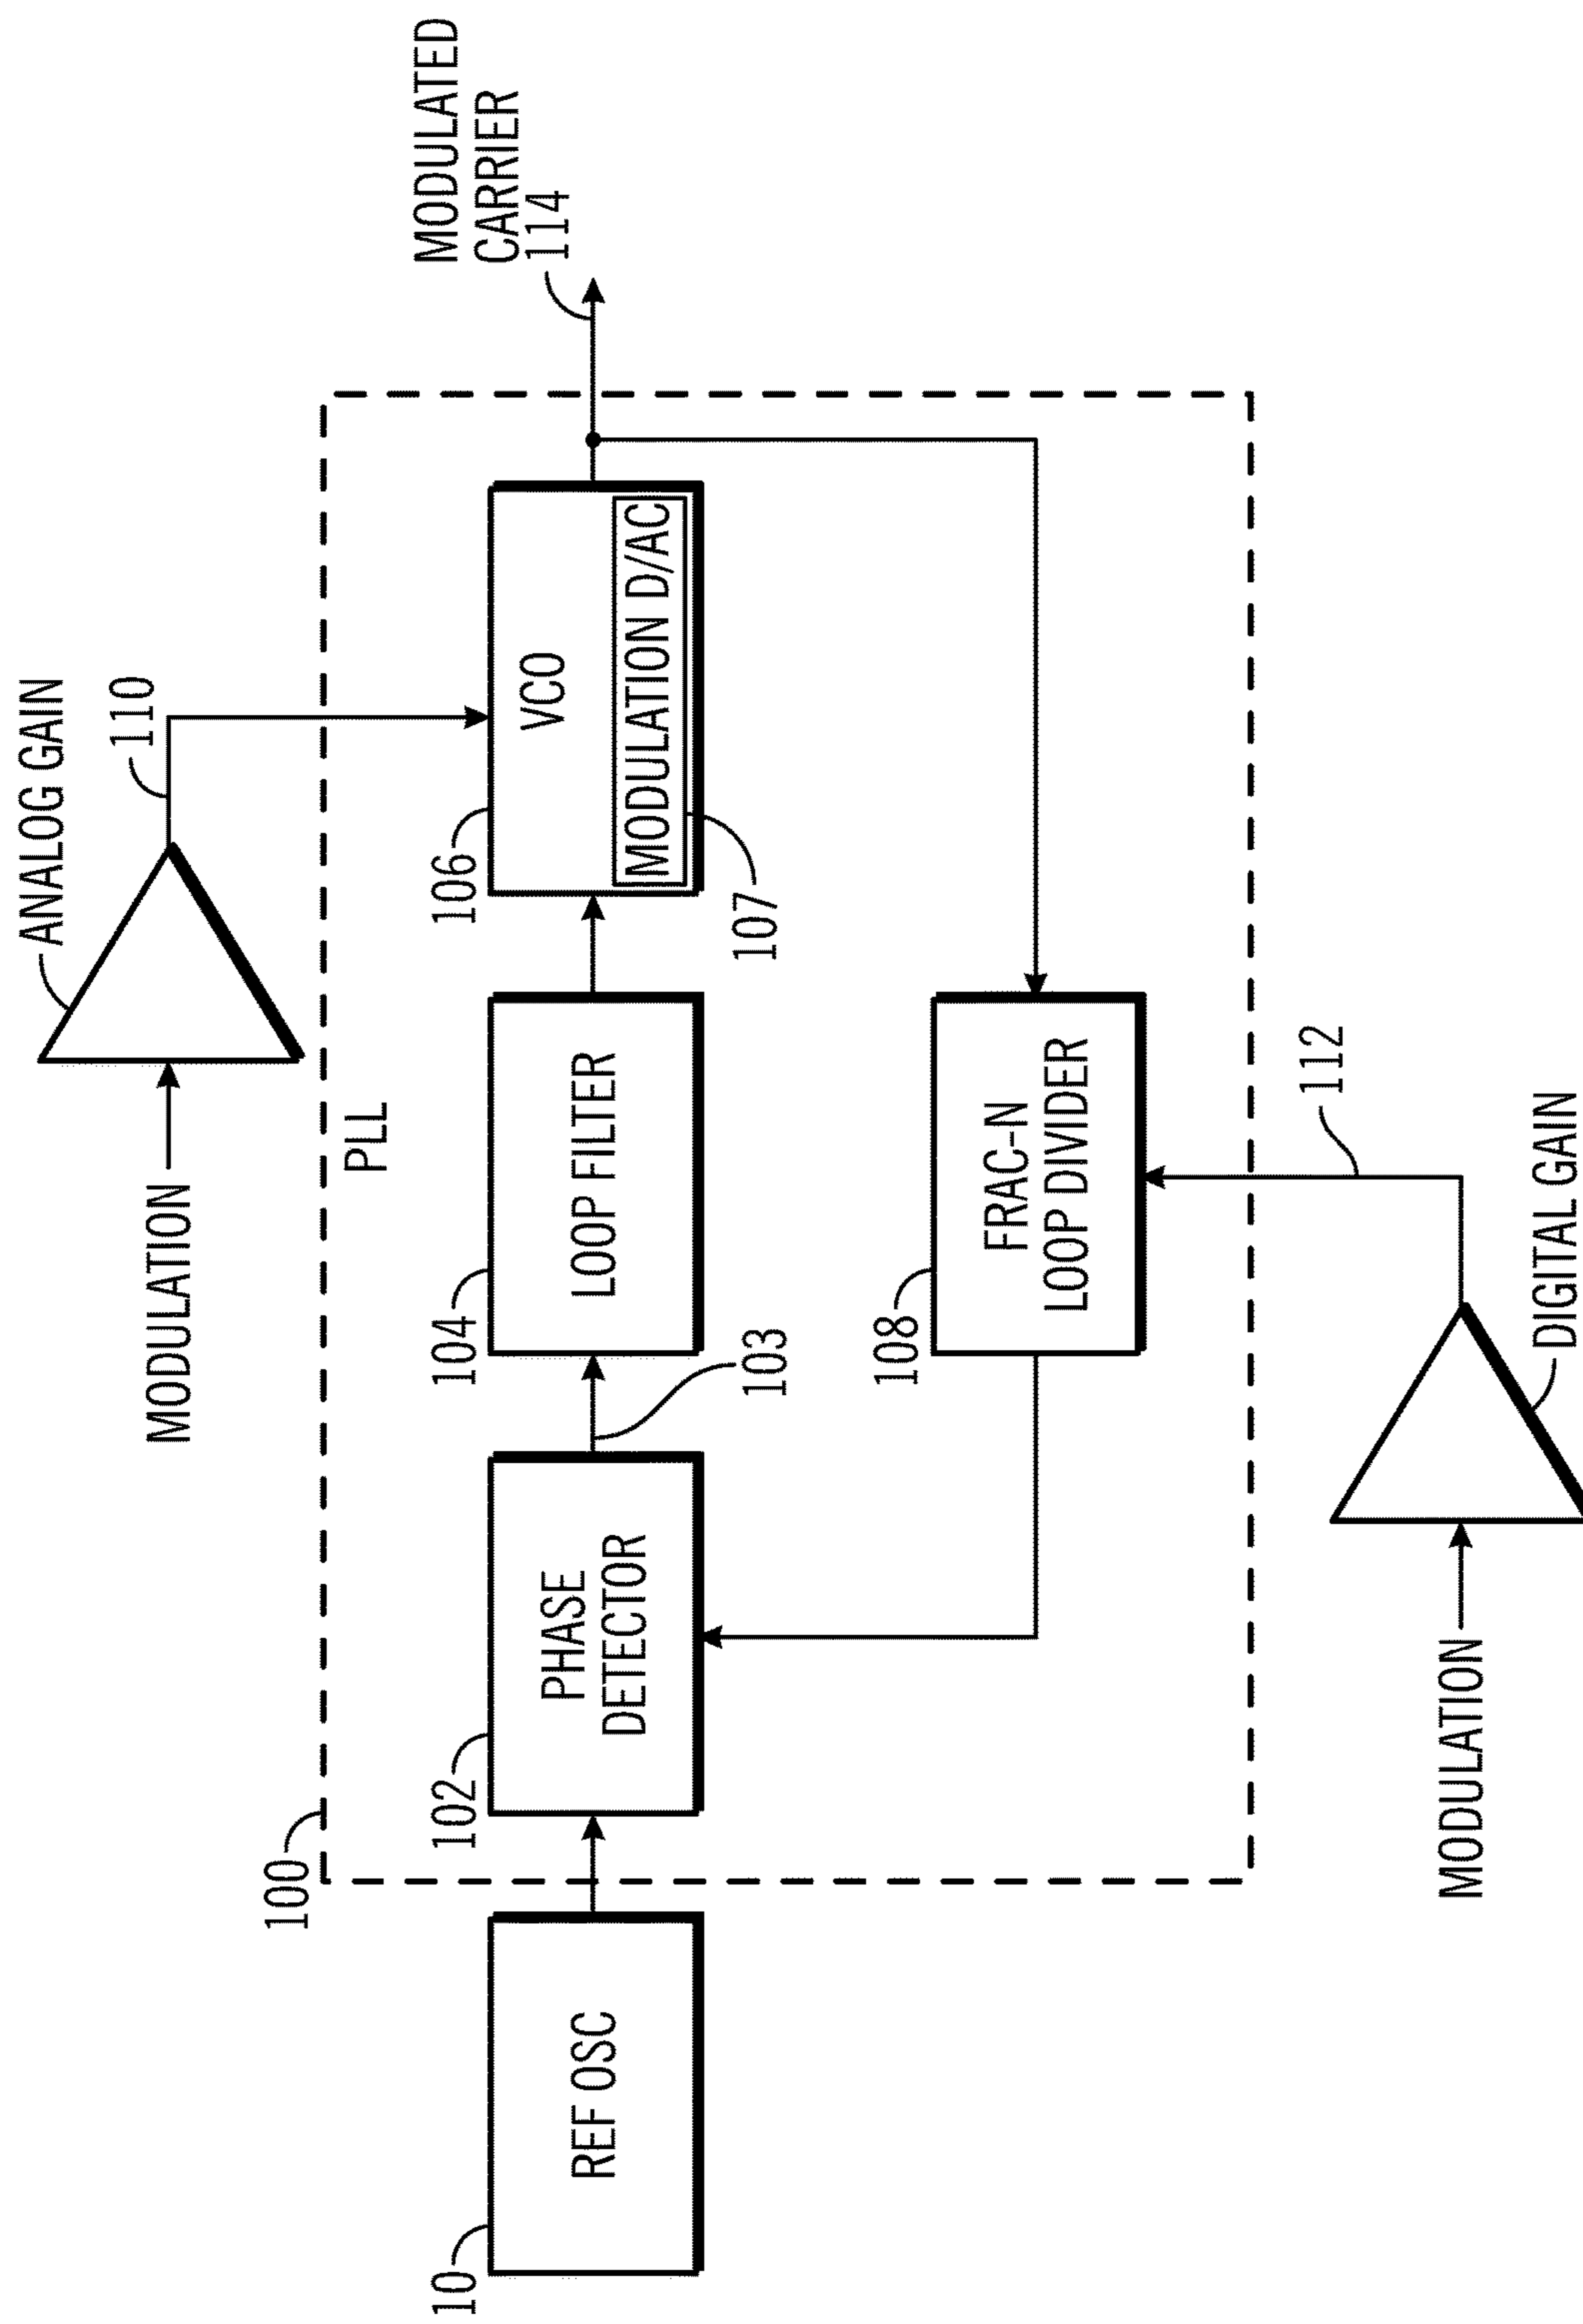 ANALOG GAIN
110
MODULATION
MODULATED
CARRIER
114
100
PLL
10
REF OSC
102
PHASE
DETECTOR
103
104
LOOP FILTER
106
VCO
MODULATION D/AC
107
108
FRAC-N
LOOP DIVIDER
112
MODULATION
DIGITAL GAIN